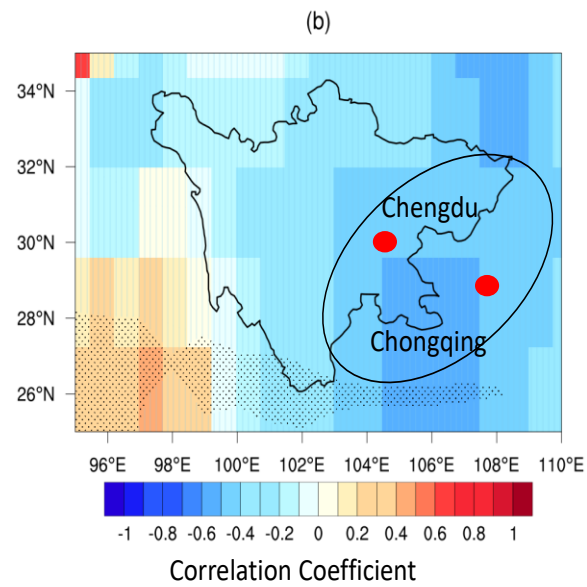 (b)
34°N
32°N
30°N
28°N
26°N
Chengdu
Chongqing
96°E 98°E 100°E 102°E 104°E 106°E 108°E 110°E
-1 -0.8 -0.6 -0.4 -0.2 0 0.2 0.4 0.6 0.8 1
Correlation Coefficient